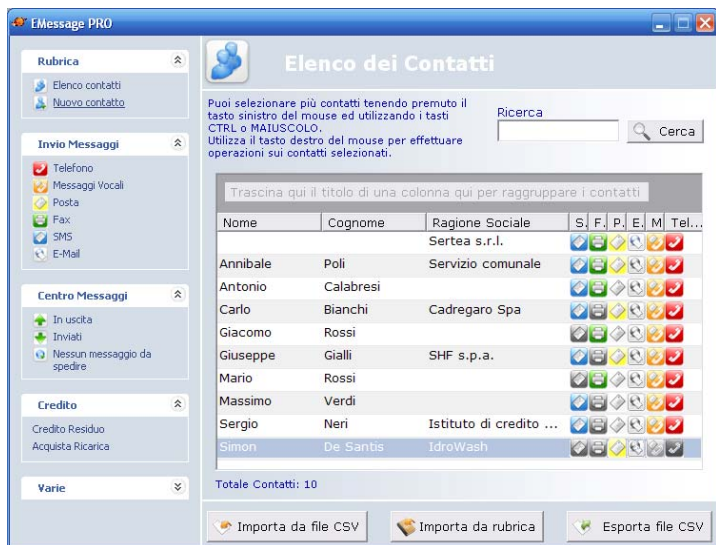 EMessage PRO
Rubrica
Elenco contatti
Nuovo contatto
Invio Messaggi
Telefono
Messaggi Vocali
Posta
Fax
SMS
E-Mail
Centro Messaggi
In uscita
Inviati
Nessun messaggio da
spedire
Credito
Credito Residuo
Acquista Ricarica
Varie
Elenco dei Contatti
Puoi selezionare più contatti tenendo premuto il
tasto sinistro del mouse ed utilizzando i tasti
CTRL o MAIUSCOLO.
Utilizza il tasto destro del mouse per effettuare
operazioni sui contatti selezionati.
Ricerca
Cerca
Trascina qui il titolo di una colonna qui per raggruppare i contatti
Nome Cognome Ragione Sociale S. F. P. E. M Tel...
Sertea s.r.l.
Annibale Poli Servizio comunale
Antonio Calabresi
Carlo Bianchi Cadregaro Spa
Giacomo Rossi
Giuseppe Gialli SHF s.p.a.
Mario Rossi
Massimo Verdi
Sergio Neri Istituto di credito ...
Simon De Santis IdroWash
Totale Contatti: 10
Importa da file CSV Importa da rubrica Esporta file CSV